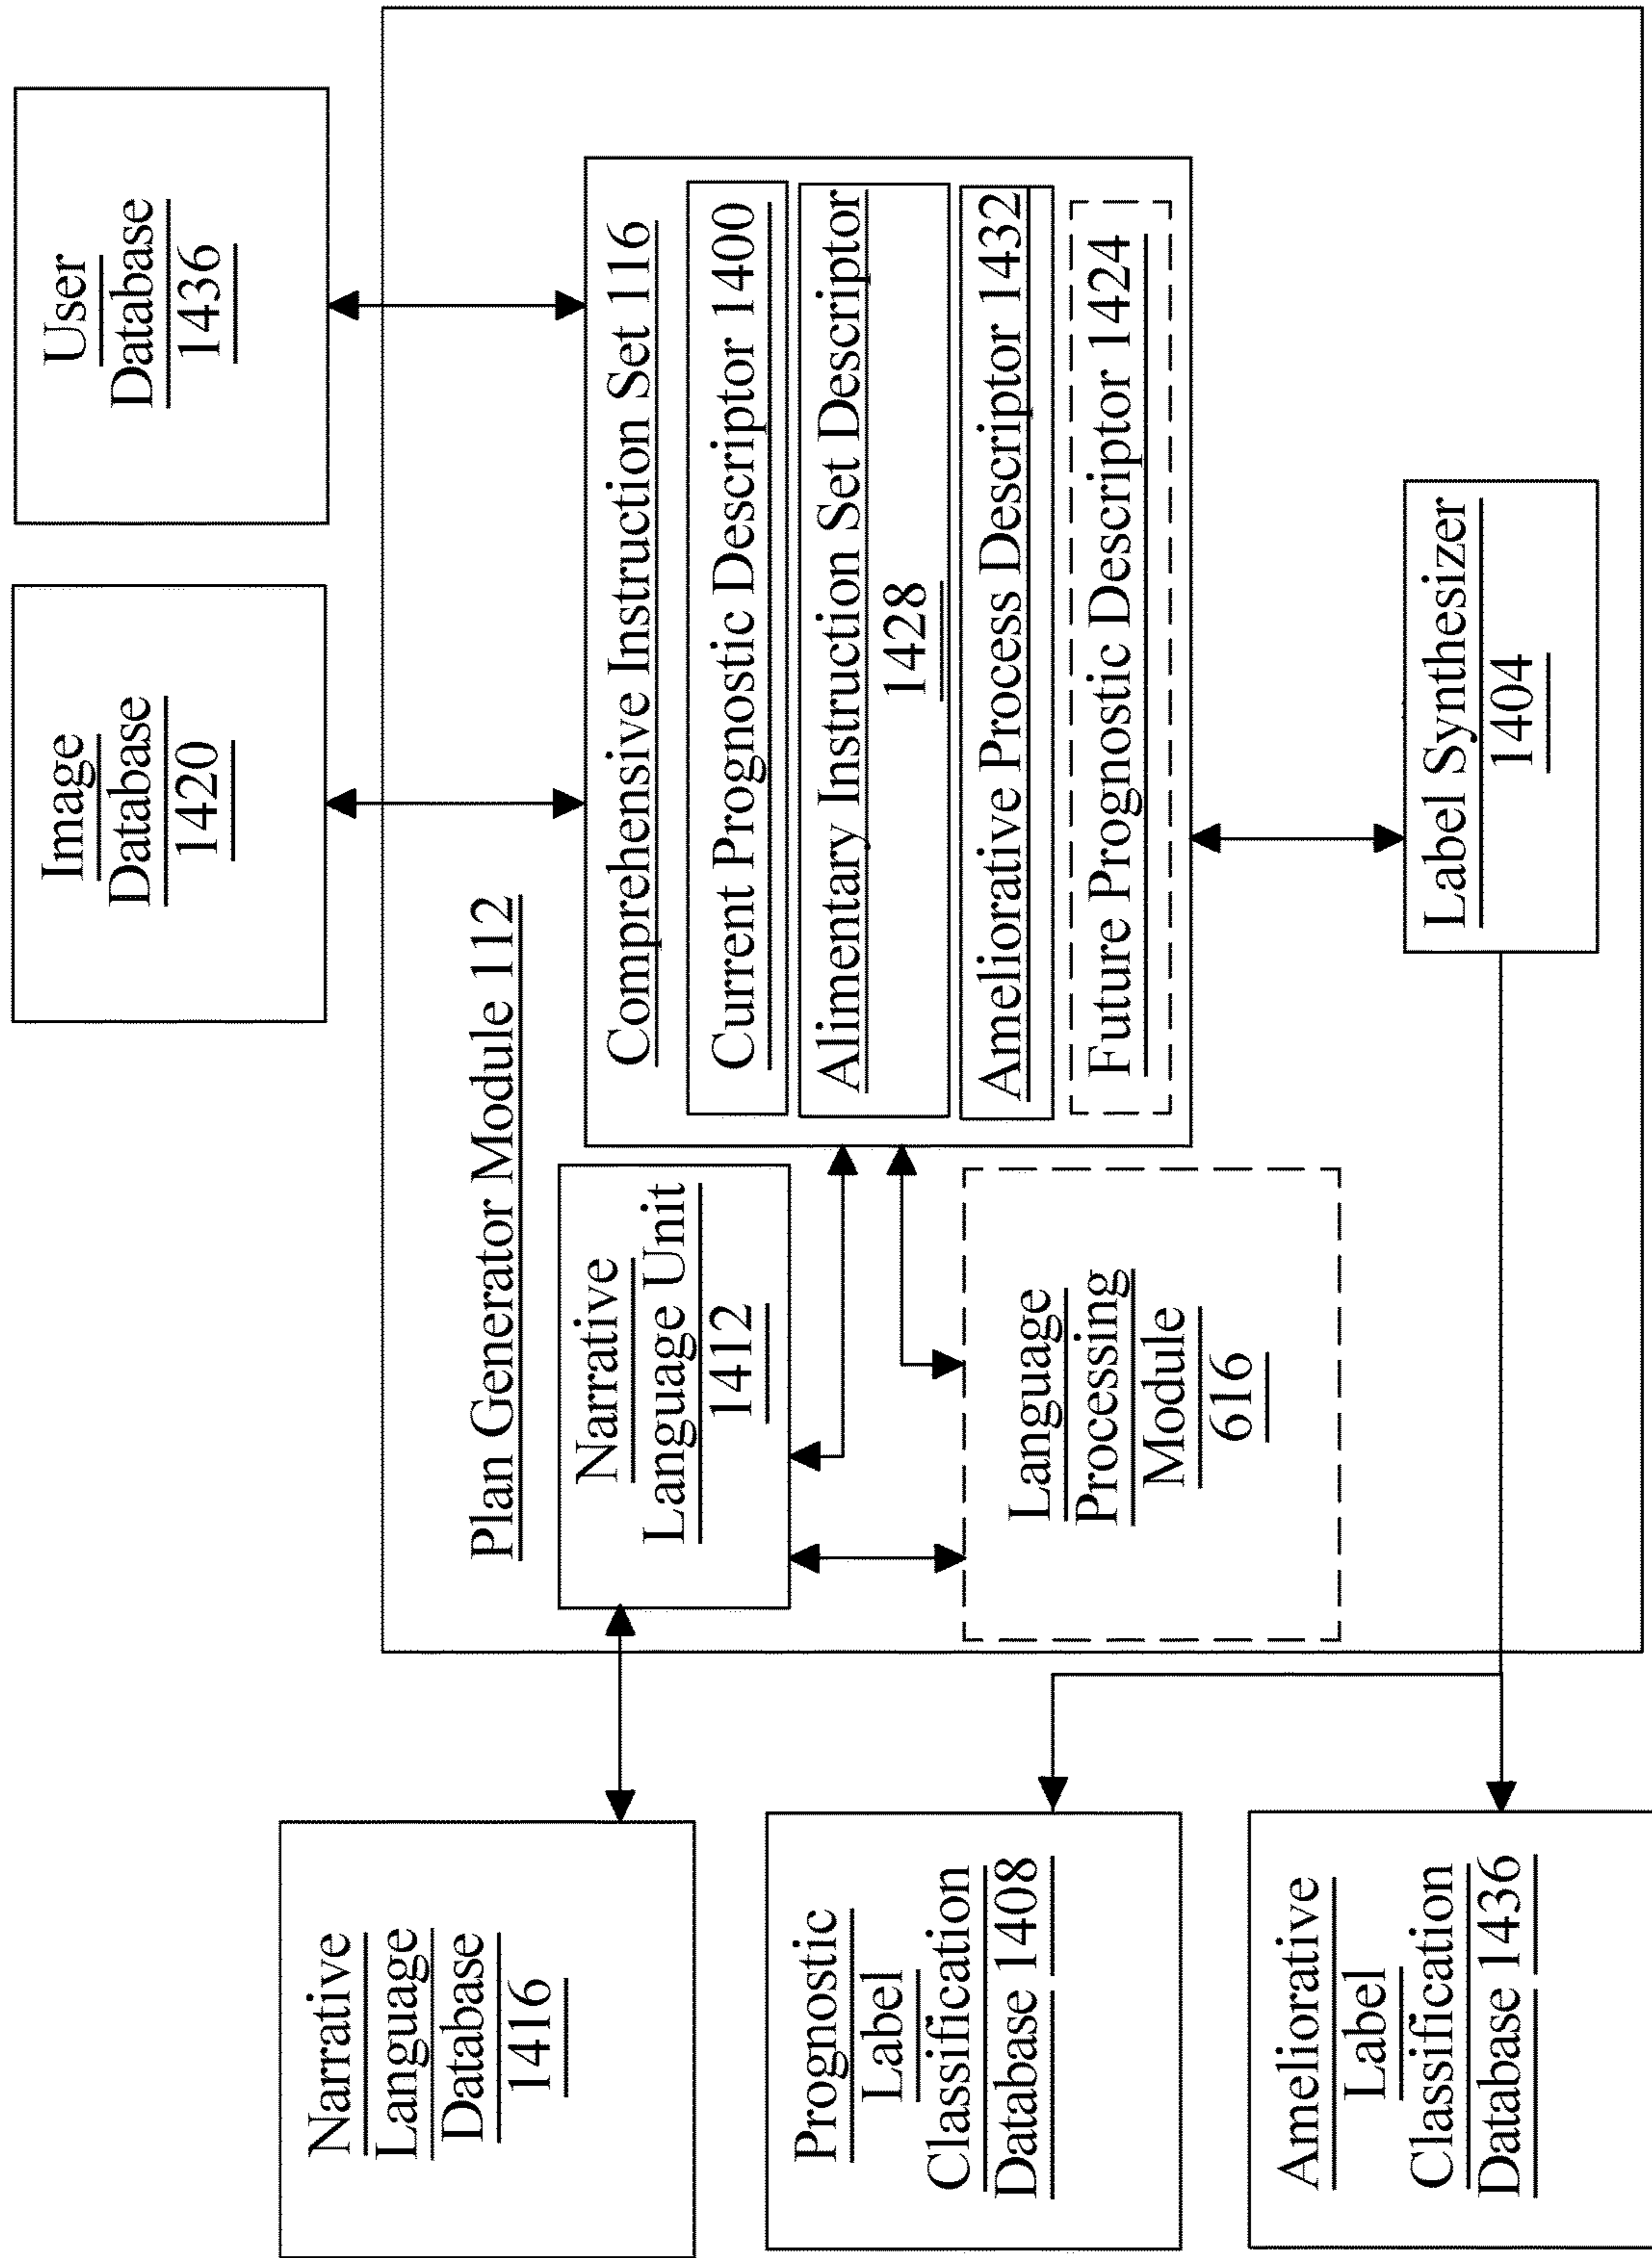 Narrative
Language
Database
1416
Prognostic
Label
Classification
Database 1408
Ameliorative
Label
Classification
Database 1436
Plan Generator Module 112
Narrative
Language Unit
1412
Language
Processing
Module
616
Image
Database
1420
User
Database
1436
Comprehensive Instruction Set 116
Current Prognostic Descriptor 1400
Alimentary Instruction Set Descriptor
1428
Ameliorative Process Descriptor 1432
Future Prognostic Descriptor 1424
Label Synthesizer
1404